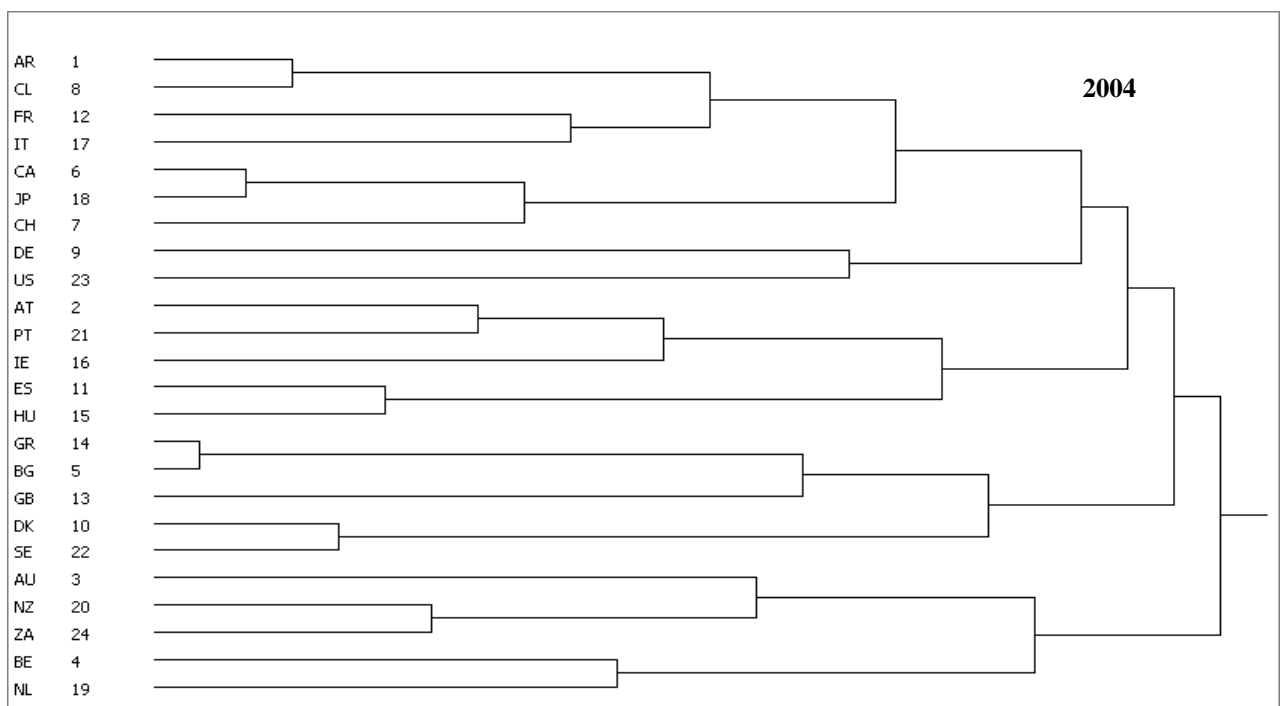 AR 1
CL 8
2004
FR 12
IT 17
CA 6
JP 18
CH 7
DE 9
US 23
AT 2
PT 21
IE 16
ES 11
HU 15
GR 14
BG 5
GB 13
DK 10
SE 22
AU 3
NZ 20
ZA 24
BE 4
NL 19